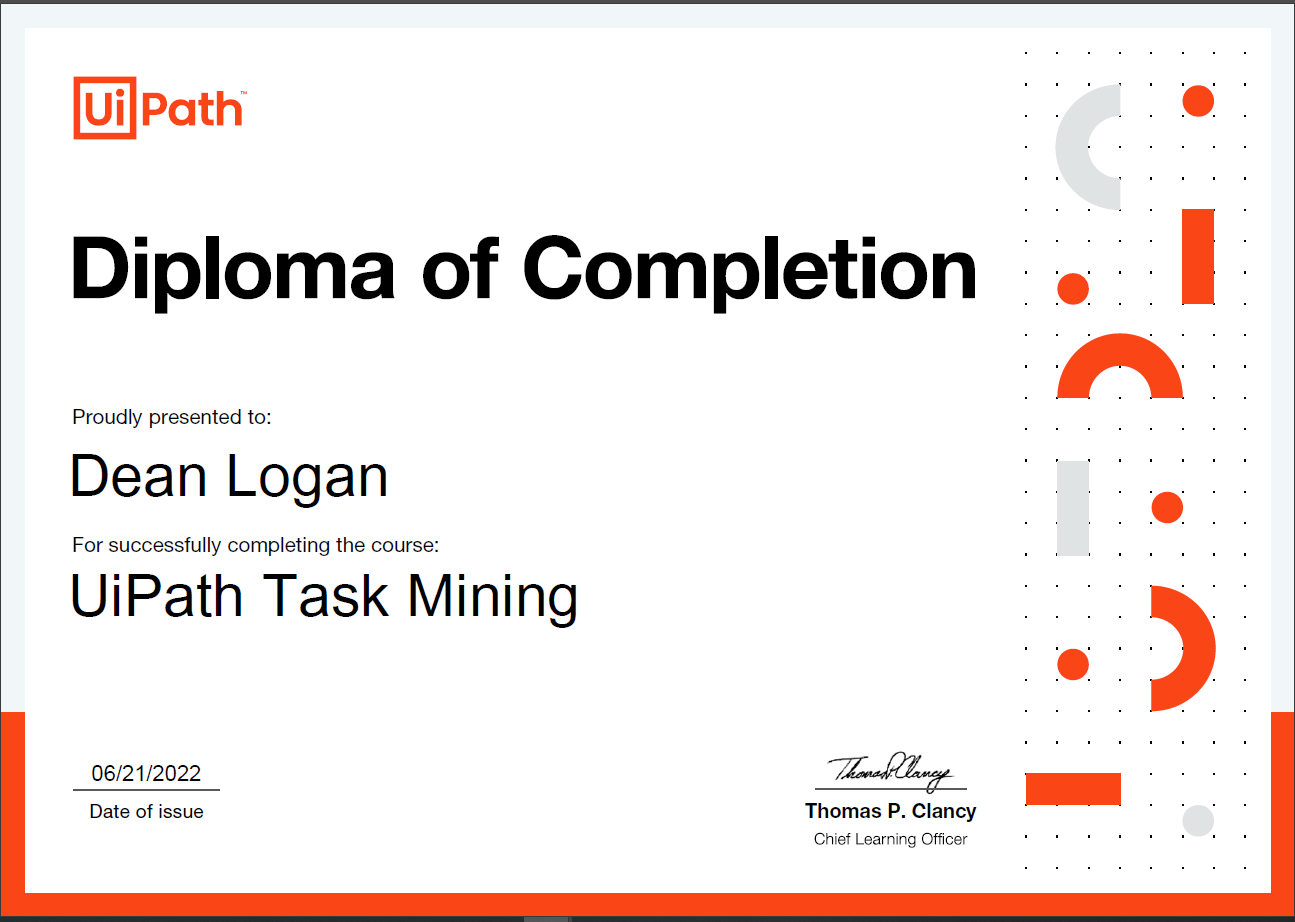 UiPath™
Diploma of Completion
Proudly presented to:
Dean Logan
For successfully completing the course:
UiPath Task Mining
06/21/2022
Date of issue
Thomas P. Clancy
Thomas P. Clancy
Chief Learning Officer